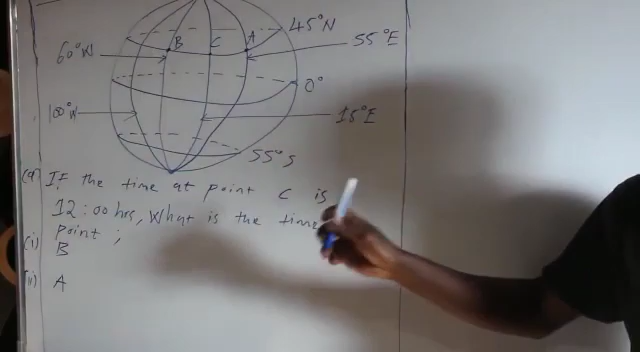 45°N
B C A
60°W
55°E
0°
100°W
15°E
55°S
(a) If the time at point C is
12:00 hrs, What is the time
point;
(i) B
(ii) A